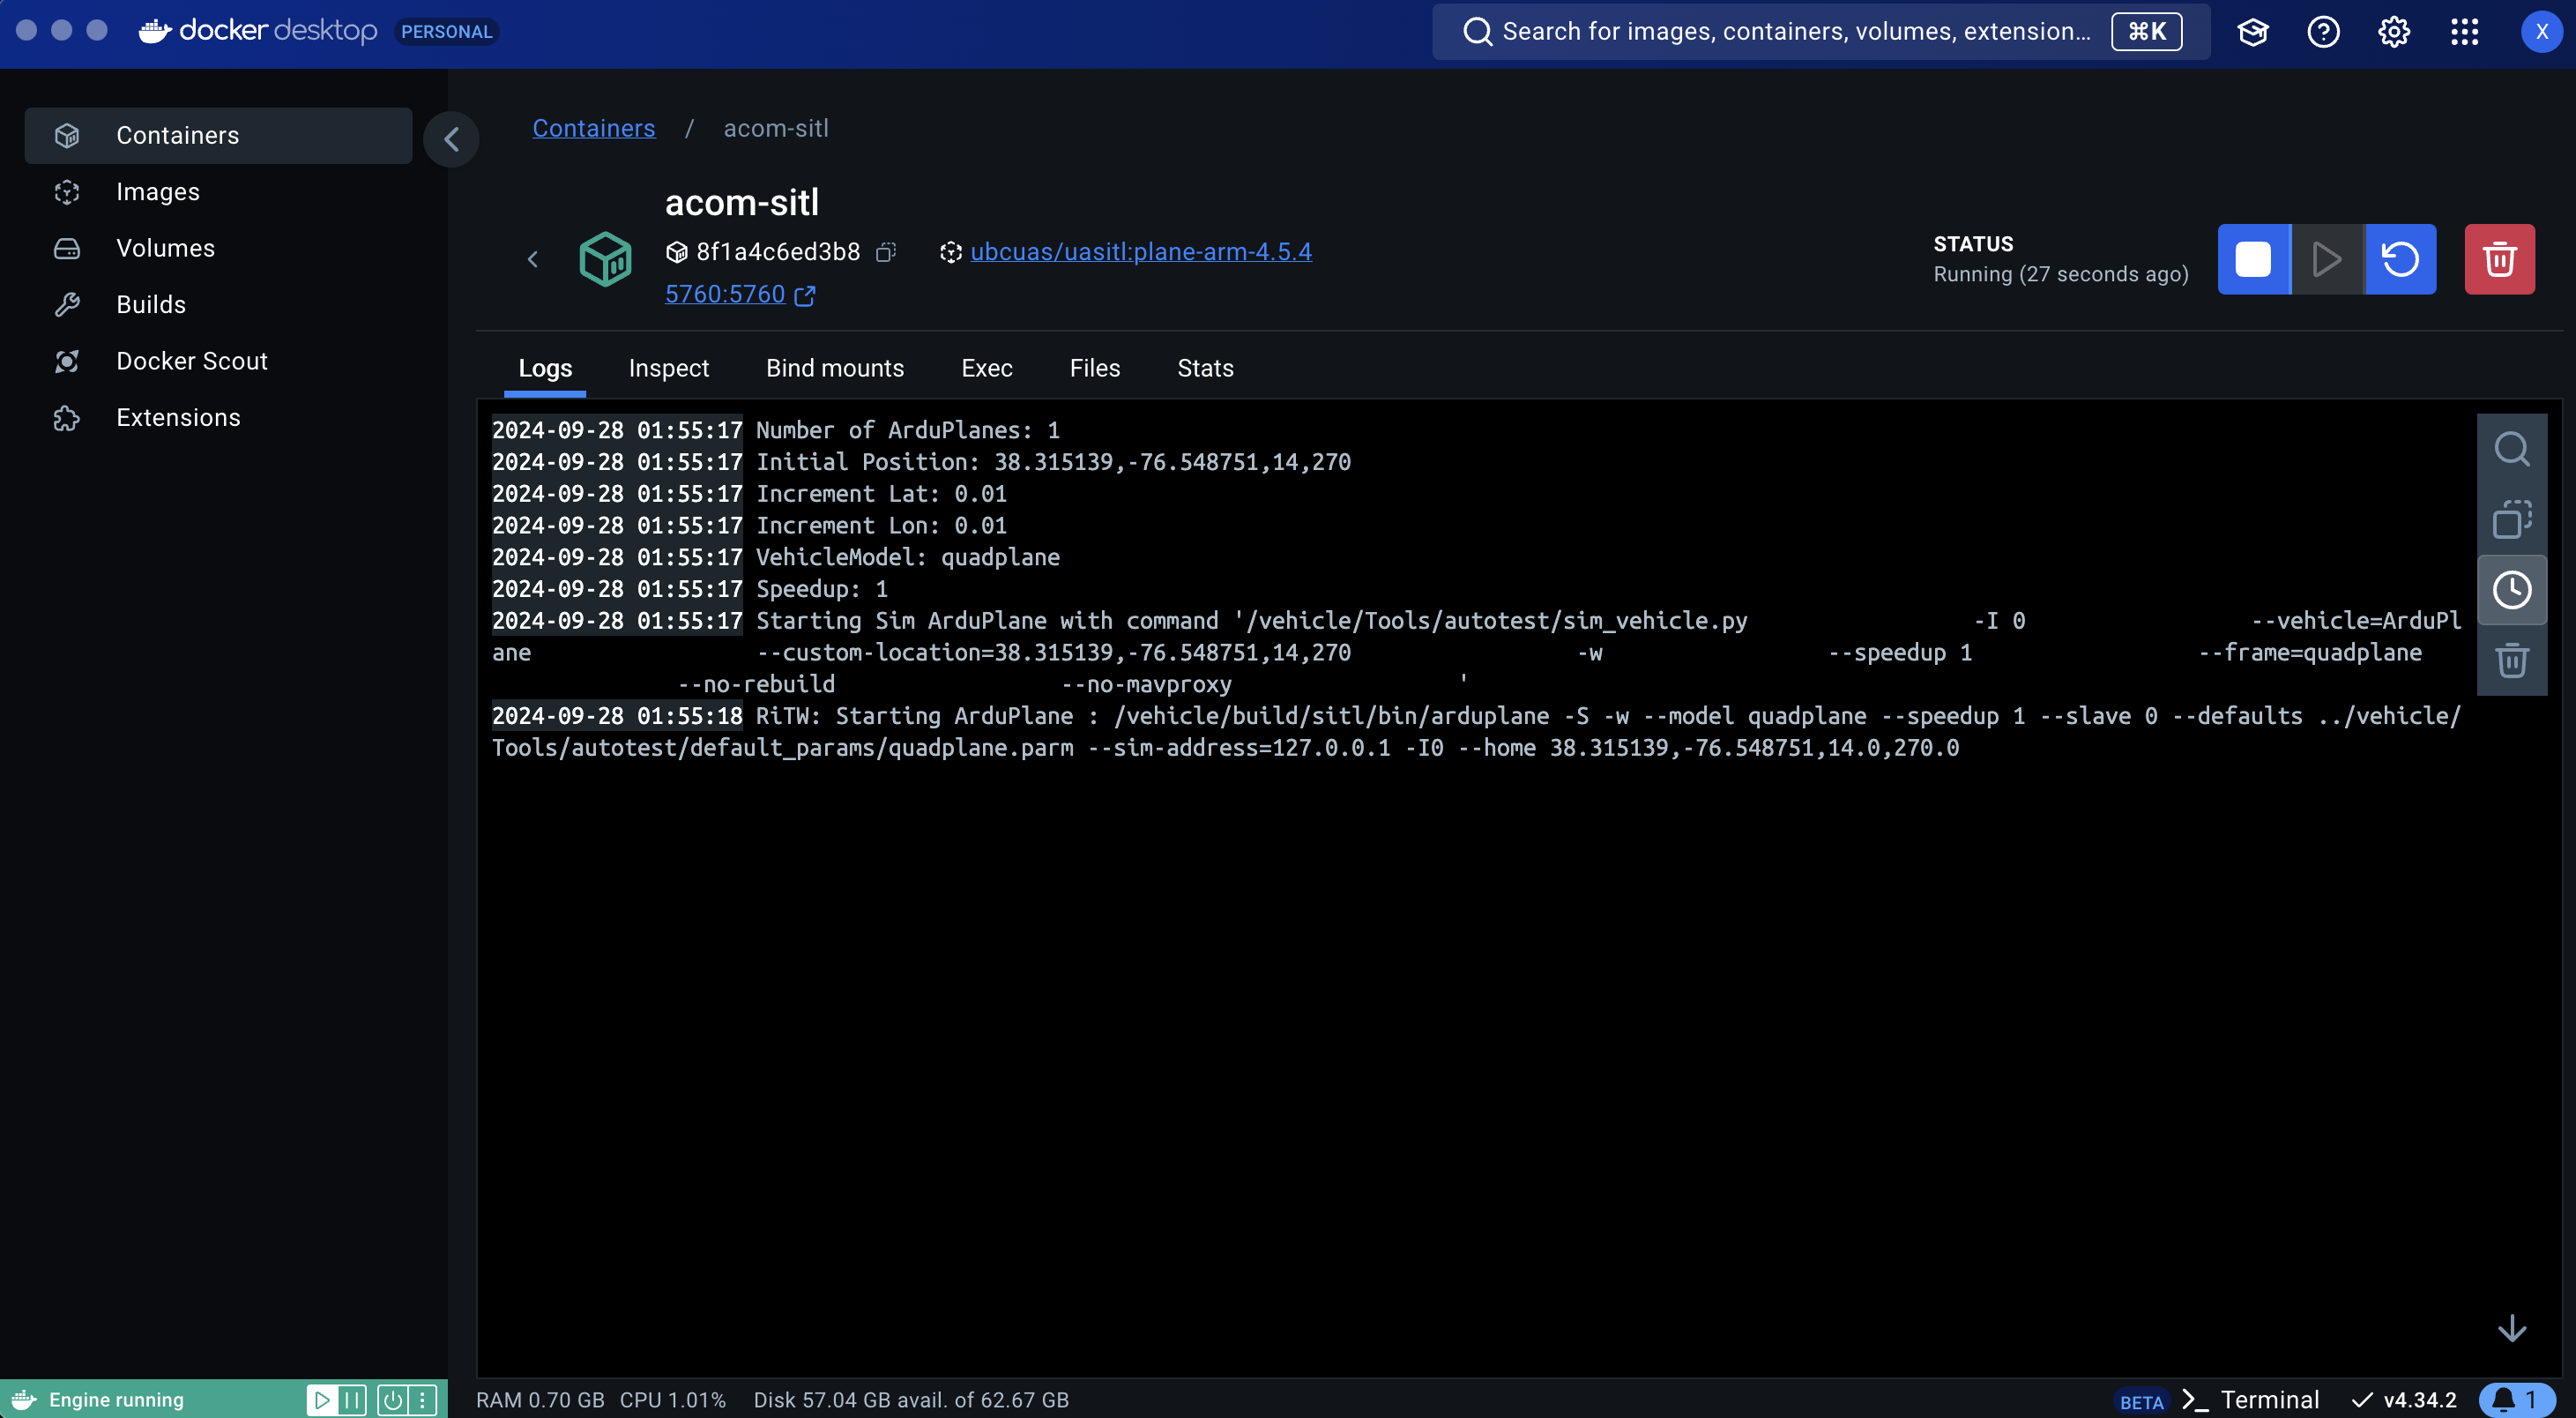 docker desktop PERSONAL
Search for images, containers, volumes, extension... ⌘K
X
Containers
Images
Volumes
Builds
Docker Scout
Extensions
Containers / acom-sitl
acom-sitl
8f1a4c6ed3b8 ubcuas/uasitl:plane-arm-4.5.4
5760:5760
STATUS
Running (27 seconds ago)
Logs Inspect Bind mounts Exec Files Stats
2024-09-28 01:55:17 Number of ArduPlanes: 1
2024-09-28 01:55:17 Initial Position: 38.315139,-76.548751,14,270
2024-09-28 01:55:17 Increment Lat: 0.01
2024-09-28 01:55:17 Increment Lon: 0.01
2024-09-28 01:55:17 VehicleModel: quadplane
2024-09-28 01:55:17 Speedup: 1
2024-09-28 01:55:17 Starting Sim ArduPlane with command '/vehicle/Tools/autotest/sim_vehicle.py -I 0 --vehicle=ArduPl
ane --custom-location=38.315139,-76.548751,14,270 -w --speedup 1 --frame=quadplane
--no-rebuild --no-mavproxy '
2024-09-28 01:55:18 RiTW: Starting ArduPlane : /vehicle/build/sitl/bin/arduplane -S -w --model quadplane --speedup 1 --slave 0 --defaults ../vehicle/
Tools/autotest/default_params/quadplane.parm --sim-address=127.0.0.1 -I0 --home 38.315139,-76.548751,14.0,270.0
Engine running
RAM 0.70 GB CPU 1.01% Disk 57.04 GB avail. of 62.67 GB
BETA >_ Terminal v4.34.2 1